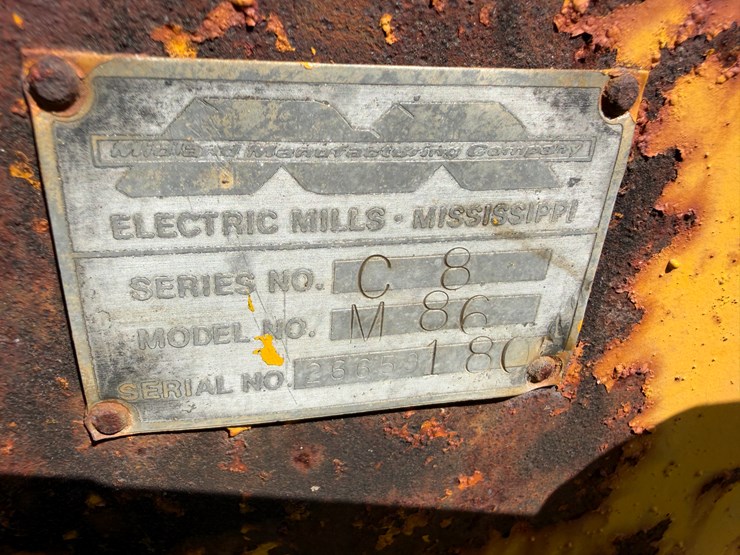 Midland Manufacturing Company
ELECTRIC MILLS - MISSISSIPPI
SERIES NO. C 8
MODEL NO. M 86
SERIAL NO.